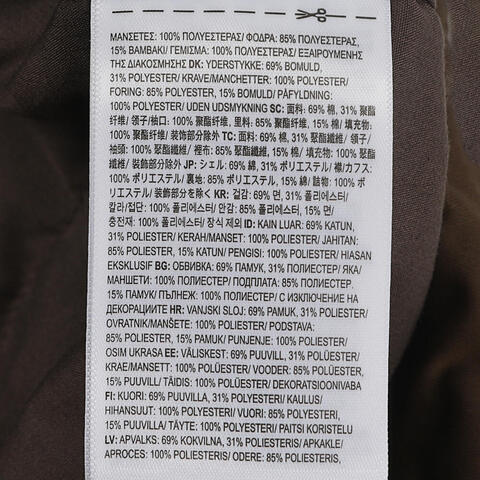 ΜΑΝΣΕΤΕΣ: 100% ΠΟΛΥΕΣΤΕΡΑΣ/ ΦΟΔΡΑ: 85% ΠΟΛΥΕΣΤΕΡΑΣ,
15% ΒΑΜΒΑΚΙ/ ΓΕΜΙΣΜΑ: 100% ΠΟΛΥΕΣΤΕΡΑΣ/ ΕΞΑΙΡΟΥΜΕΝΗΣ
ΤΗΣ ΔΙΑΚΟΣΜΗΣΗΣ DK: YDERSTYKKE: 69% BOMULD,
31% POLYESTER/ KRAVE/MANCHETTER: 100% POLYESTER/
FORING: 85% POLYESTER, 15% BOMULD/ PÅFYLDNING:
100% POLYESTER/ UDEN UDSMYKNING SC: 面料: 69% 棉, 31% 聚酯
纤维/ 领子/袖口: 100% 聚酯纤维/ 里料: 85% 聚酯纤维, 15% 棉/ 填充物:
100% 聚酯纤维/ 装饰部分除外 TC: 面料: 69% 棉, 31% 聚酯纖維/ 領子/
袖頭: 100% 聚酯纖維/ 裡布: 85% 聚酯纖維, 15% 棉/ 填充物: 100%
聚酯纖維/ 裝飾部分除外 JP: シェル: 69% 綿, 31% ポリエステル/ 襟/カフス:
100% ポリエステル/ 裏地: 85% ポリエステル, 15% 綿/ 詰物: 100% ポ
リエステル/ 装飾部分を除く KR: 겉감: 69% 면, 31% 폴리에스터/
칼라/접단: 100% 폴리에스터/ 안감: 85% 폴리에스터, 15% 면/
충전재: 100% 폴리에스터/ 장식 제외 ID: KAIN LUAR: 69% KATUN,
31% POLIESTER/ KERAH/MANSET: 100% POLIESTER/ JAHITAN:
85% POLIESTER, 15% KATUN/ PENGISI: 100% POLIESTER/ HIASAN
EKSKLUSIF BG: ОБВИВКА: 69% ПАМУК, 31% ПОЛИЕСТЕР/ ЯКА/
МАНШЕТИ: 100% ПОЛИЕСТЕР/ ПОДПЛАТА: 85% ПОЛИЕСТЕР,
15% ПАМУК/ ПЪЛНЕЖ: 100% ПОЛИЕСТЕР/ С ИЗКЛЮЧЕНИЕ НА
ДЕКОРАЦИИТЕ HR: VANJSKI SLOJ: 69% PAMUK, 31% POLIESTER/
OVRATNIK/MANŠETE: 100% POLIESTER/ PODSTAVA:
85% POLIESTER, 15% PAMUK/ PUNJENJE: 100% POLIESTER/
OSIM UKRASA EE: VÄLISKEST: 69% PUUVILL, 31% POLÜESTER/
KRAE/MANSETT: 100% POLÜESTER/ VOODER: 85% POLÜESTER,
15% PUUVILL/ TÄIDIS: 100% POLÜESTER/ DEKORATSIOONIVABA
FI: KUORI: 69% PUUVILLA, 31% POLYESTERI/ KAULUS/
HIHANSUUT: 100% POLYESTERI/ VUORI: 85% POLYESTERI,
15% PUUVILLA/ TÄYTE: 100% POLYESTERI/ PAITSI KORISTELU
LV: APVALKS: 69% KOKVILNA, 31% POLIESTERIS/ APKAKLE/
APROCES: 100% POLIESTERIS/ ODERE: 85% POLIESTERIS,